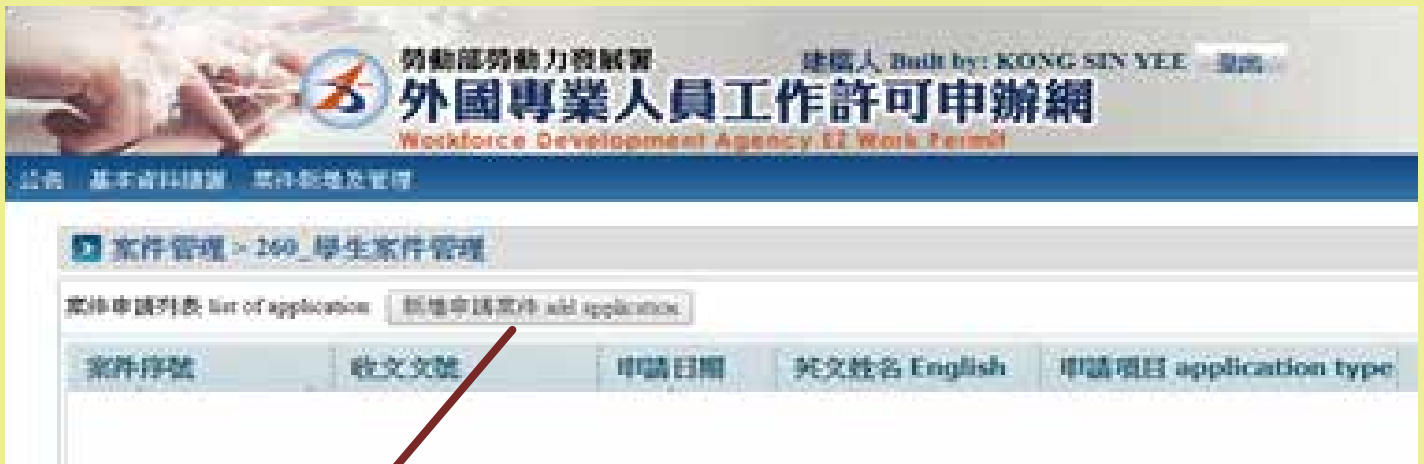 勞動部勞動力發展署 建檔人 Built by: KONG SIN YEE 登出
外國專業人員工作許可申辦網
Workforce Development Agency EZ Work Permit
公告 基本資料維護 案件新增及管理
案件管理 > 260_學生案件管理
案件申請列表 list of application 新增申請案件 add application
案件序號 收文文號 申請日期 英文姓名 English 申請項目 application type